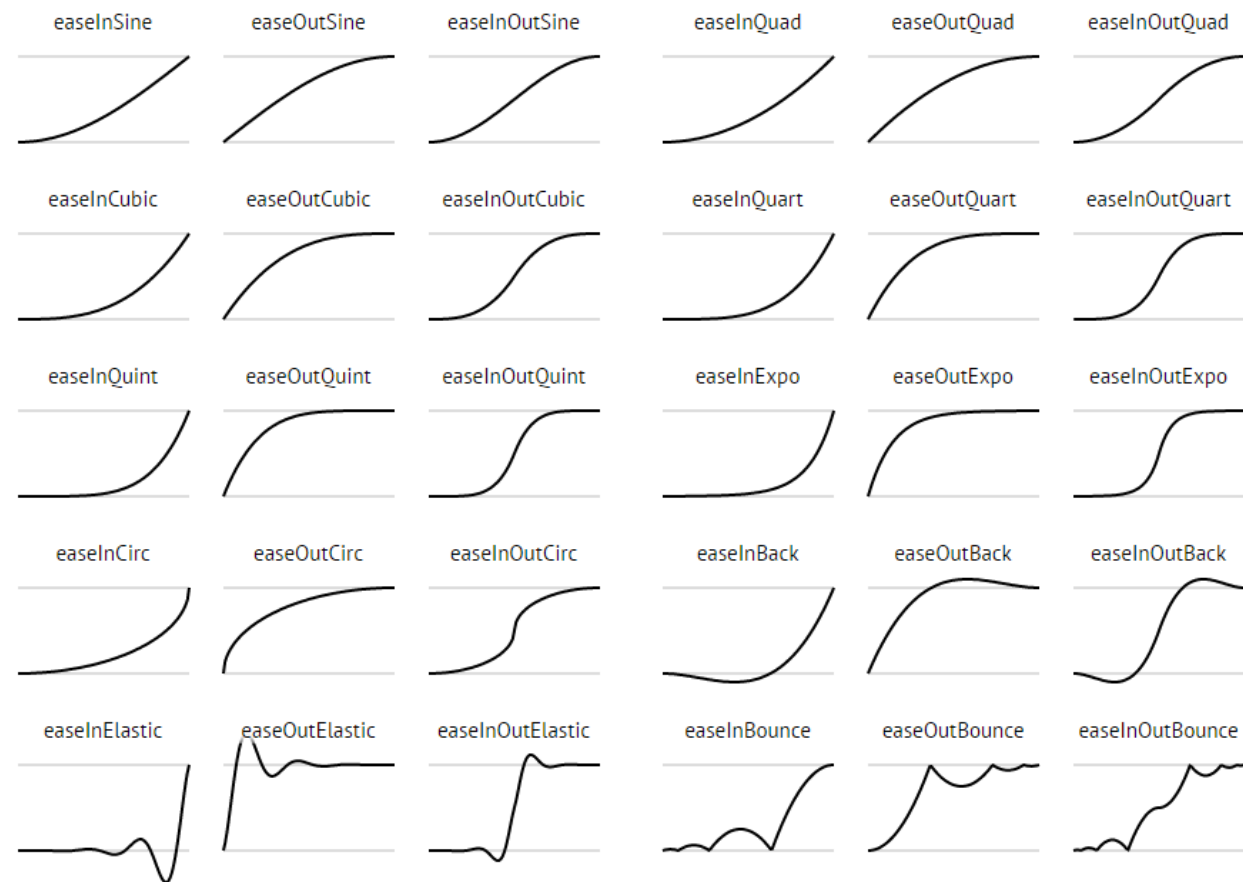 easeInSine easeOutSine easeInOutSine easeInQuad easeOutQuad easeInOutQuad
easeInCubic easeOutCubic easeInOutCubic easeInQuart easeOutQuart easeInOutQuart
easeInQuint easeOutQuint easeInOutQuint easeInExpo easeOutExpo easeInOutExpo
easeInCirc easeOutCirc easeInOutCirc easeInBack easeOutBack easeInOutBack
easeInElastic easeOutElastic easeInOutElastic easeInBounce easeOutBounce easeInOutBounce